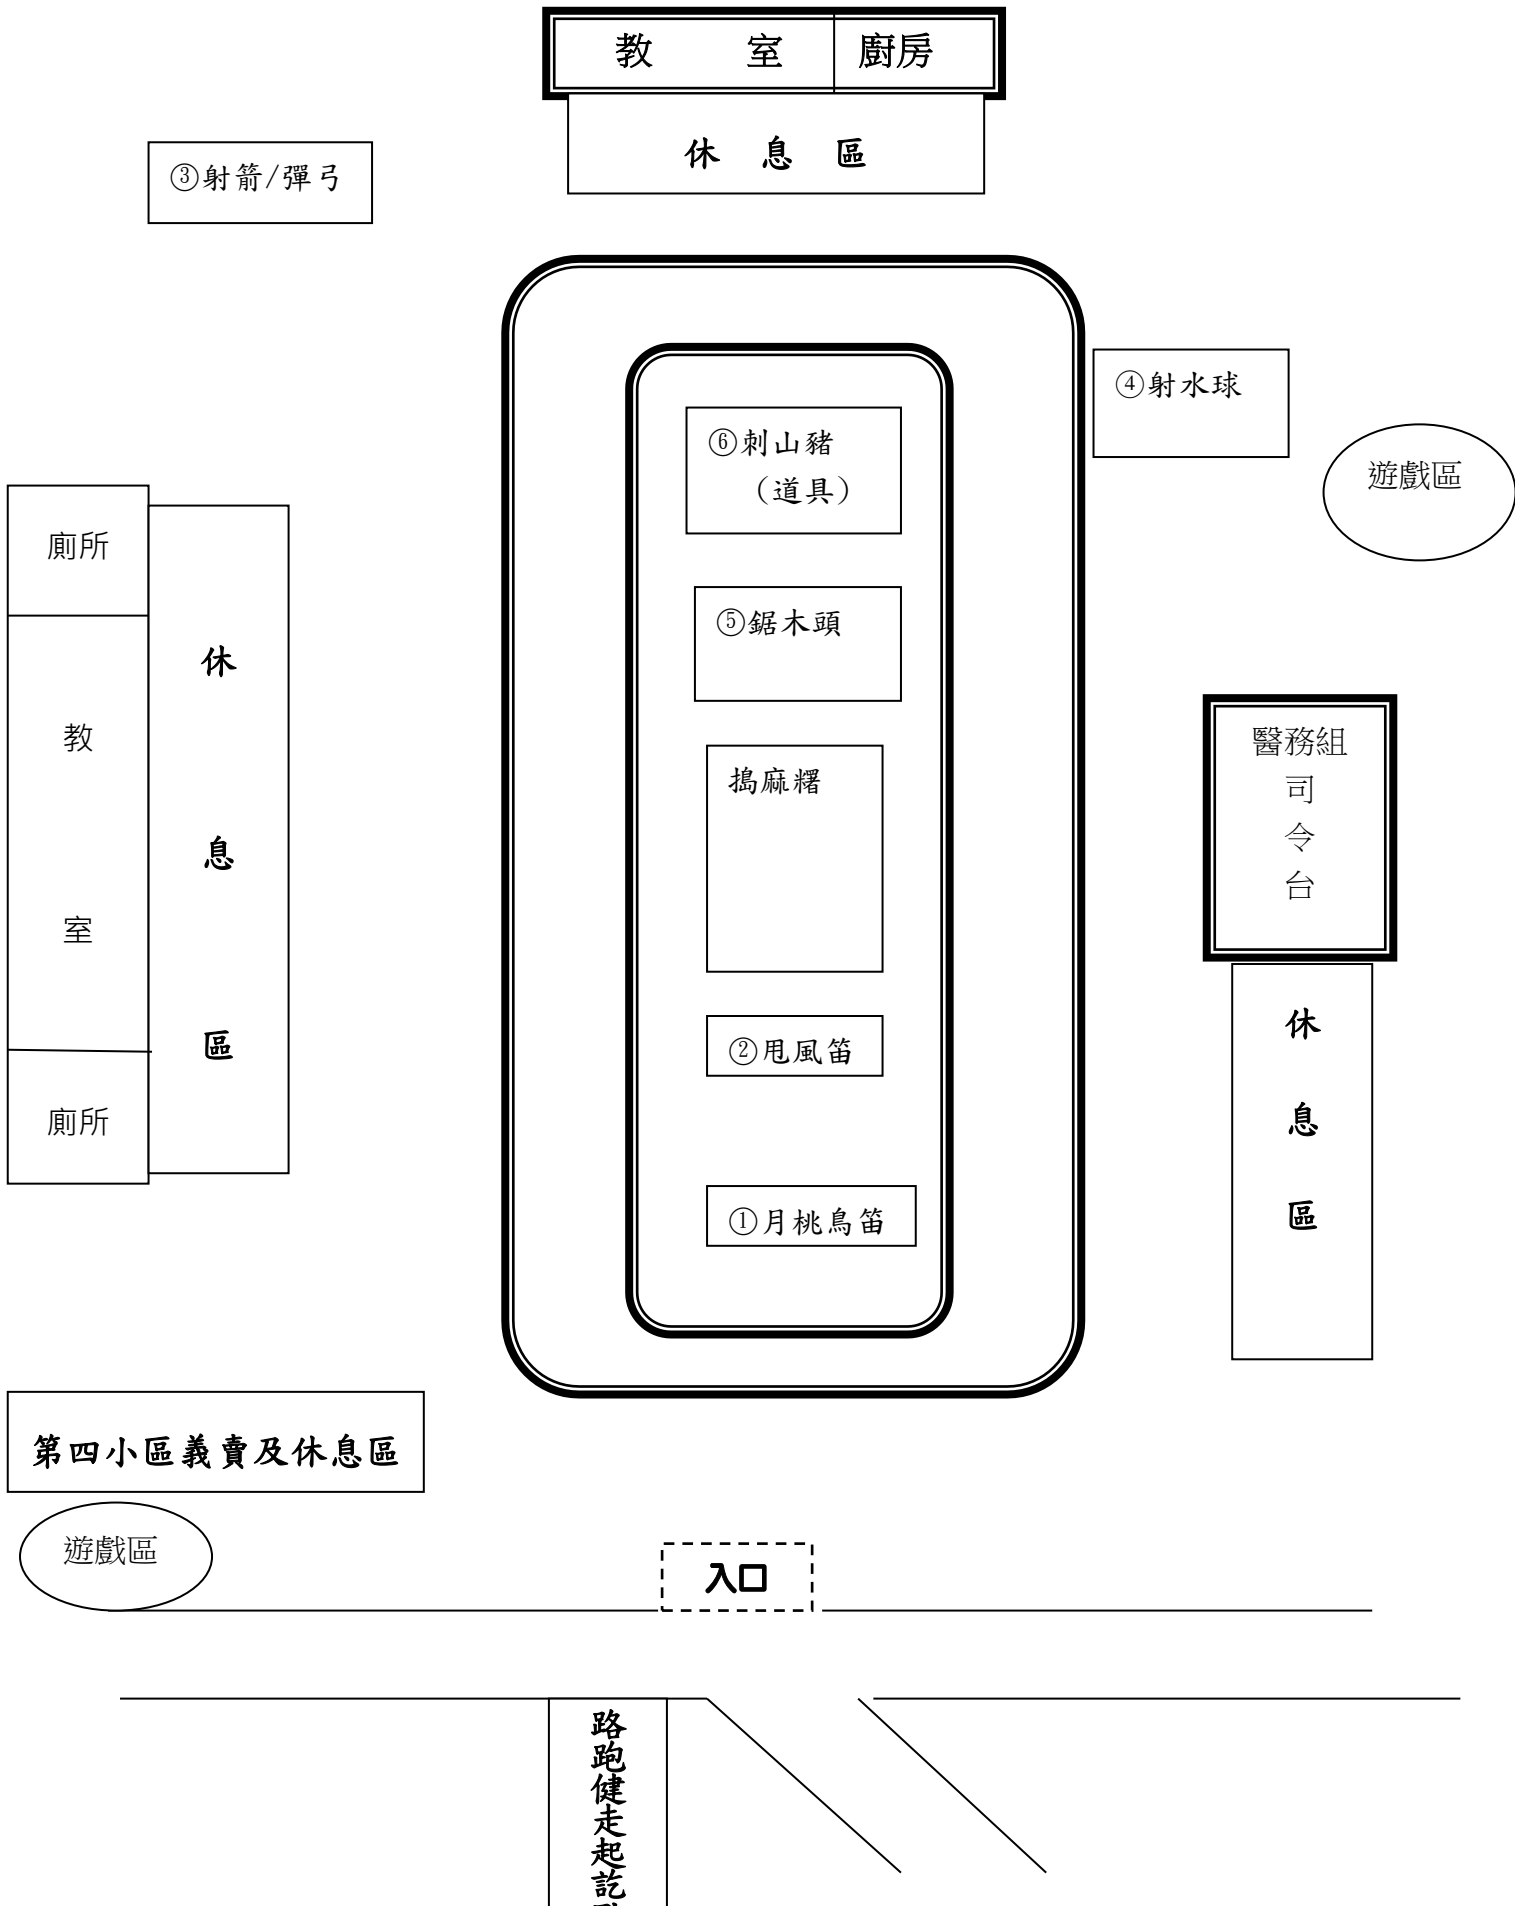 教 室 廚房
休 息 區
③射箭/彈弓
④射水球
遊戲區
⑥刺山豬
(道具)
⑤鋸木頭
搗麻糬
②甩風笛
①月桃鳥笛
廁所
教
室
廁所
休
息
區
醫務組
司
令
台
休
息
區
第四小區義賣及休息區
遊戲區
入口
路跑健走起訖